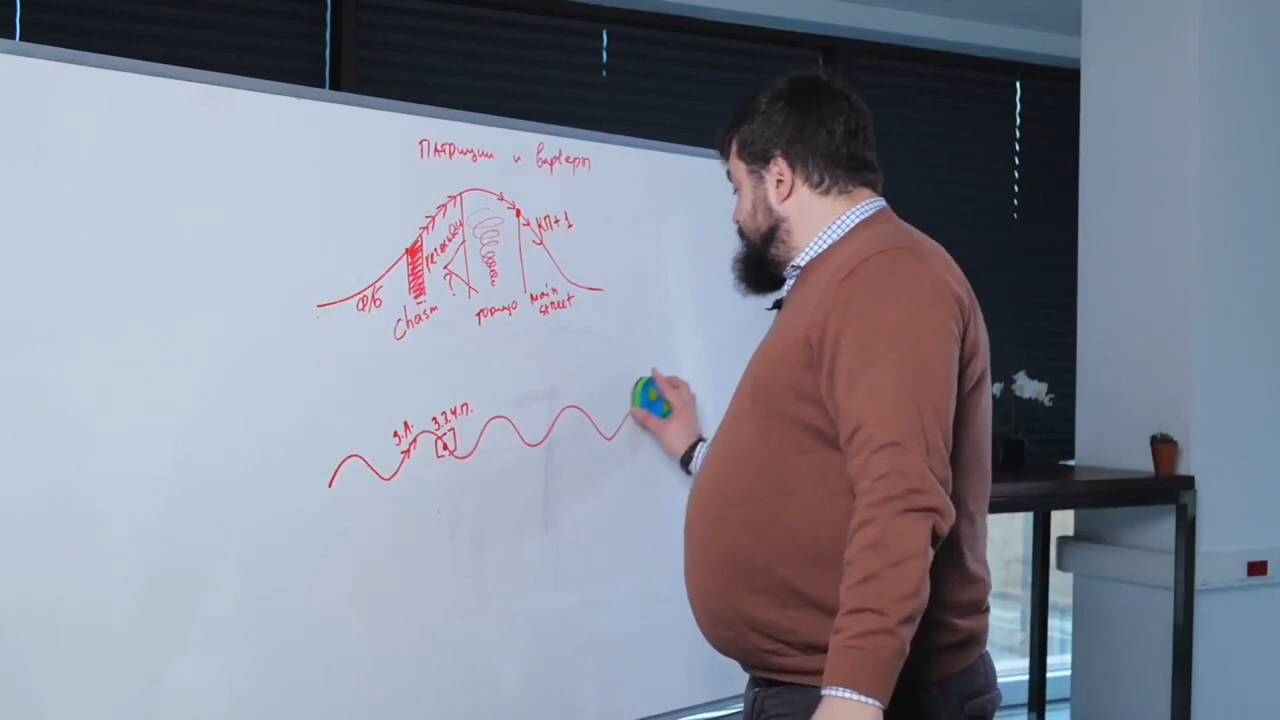 Патриции и варвары
КП+1
?
Ф/Б
Chasm
торнадо
Main
street
З.А.
З.З.Ч.П.